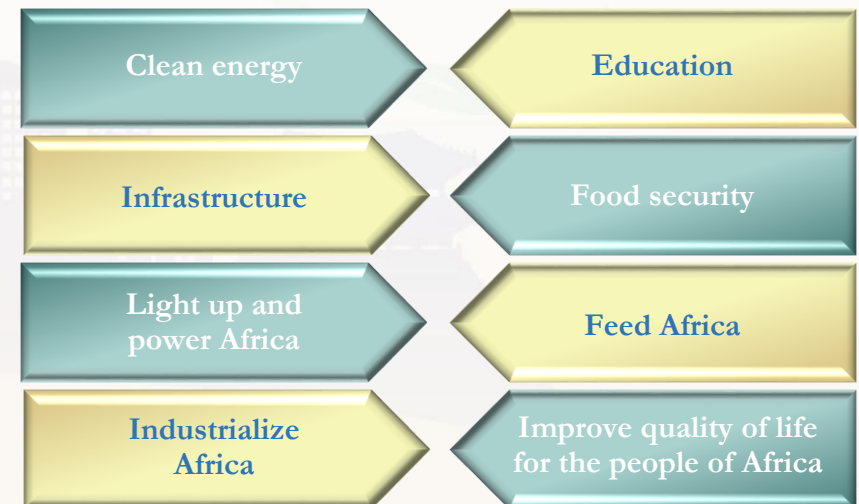 Clean energy
Education
Infrastructure
Food security
Light up and
power Africa
Feed Africa
Industrialize
Africa
Improve quality of life
for the people of Africa